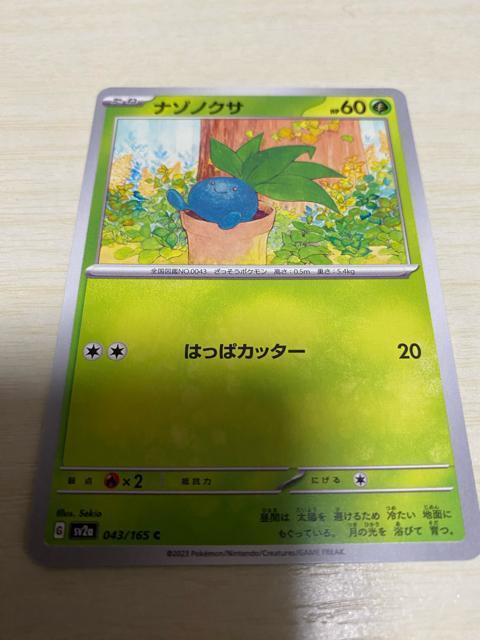 たね ナゾノクサ HP60
全国図鑑NO.0043 ざっそうポケモン 高さ:0.5m 重さ:5.4kg
はっぱカッター 20
弱点 ×2 抵抗力 にげる
Illus. Sekio
G sv2a 043/165 C
昼間は 太陽を 避けるため 冷たい 地面に
もぐっている。 月の光を 浴びて 育つ。
©2023 Pokémon/Nintendo/Creatures/GAME FREAK.